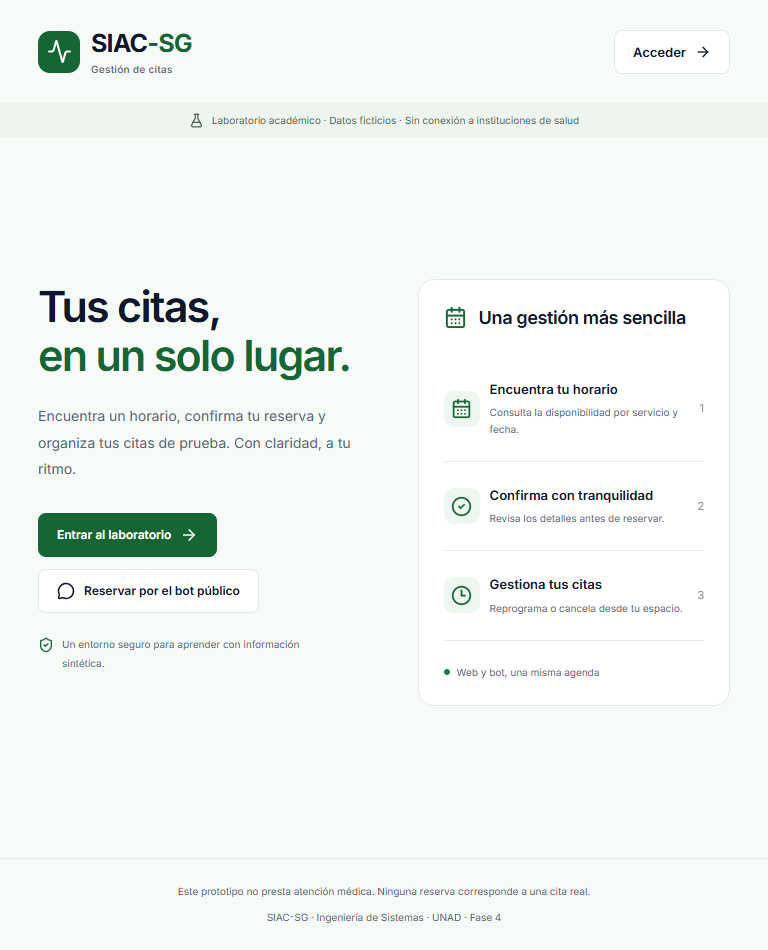 SIAC-SG
Gestión de citas
Acceder
Laboratorio académico · Datos ficticios · Sin conexión a instituciones de salud
Tus citas,
en un solo lugar.
Encuentra un horario, confirma tu reserva y
organiza tus citas de prueba. Con claridad, a tu
ritmo.
Entrar al laboratorio
Reservar por el bot público
Un entorno seguro para aprender con información
sintética.
Una gestión más sencilla
Encuentra tu horario
Consulta la disponibilidad por servicio y
fecha.
1
Confirma con tranquilidad
Revisa los detalles antes de reservar.
2
Gestiona tus citas
Reprograma o cancela desde tu espacio.
3
Web y bot, una misma agenda
Este prototipo no presta atención médica. Ninguna reserva corresponde a una cita real.
SIAC-SG · Ingeniería de Sistemas · UNAD · Fase 4